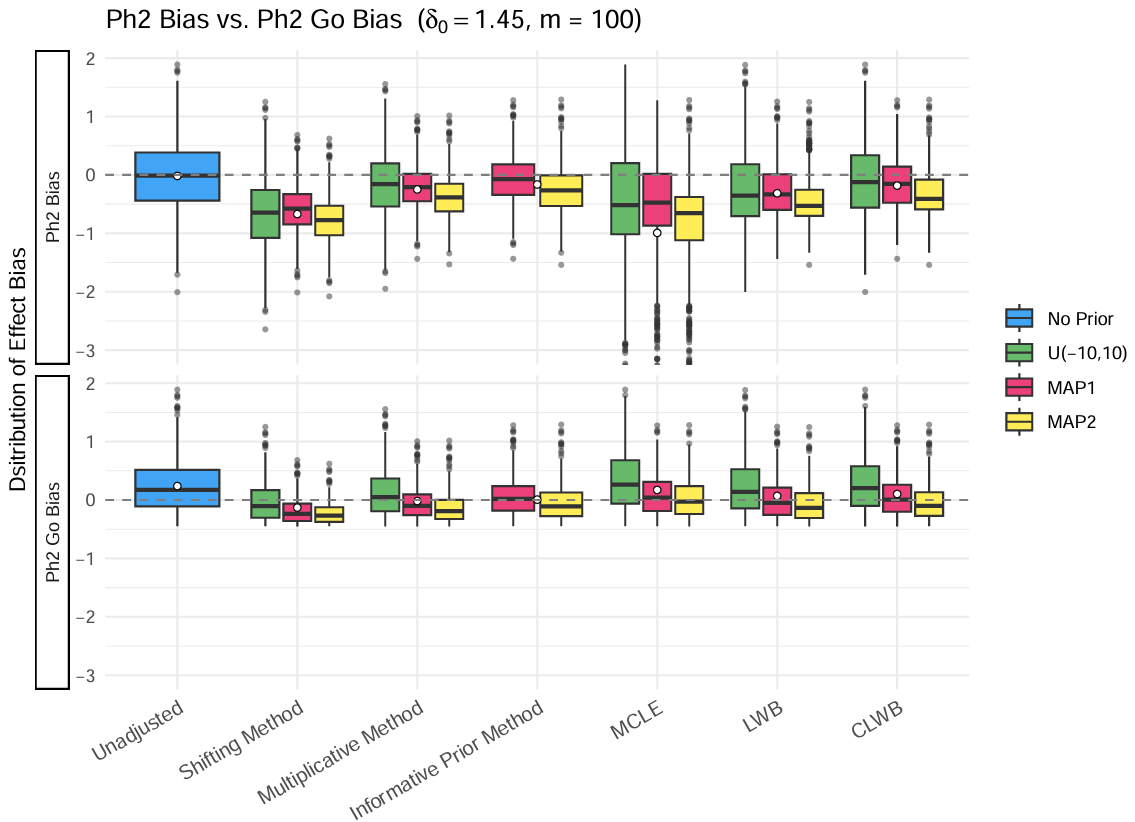 Ph2 Bias vs. Ph2 Go Bias (δ₀ = 1.45, m = 100)
Dsitribution of Effect Bias
Ph2 Bias
2
1
0
−1
−2
−3
Ph2 Go Bias
2
1
0
−1
−2
−3
Unadjusted
Shifting Method
Multiplicative Method
Informative Prior Method
MCLE
LWB
CLWB
No Prior
U(−10,10)
MAP1
MAP2